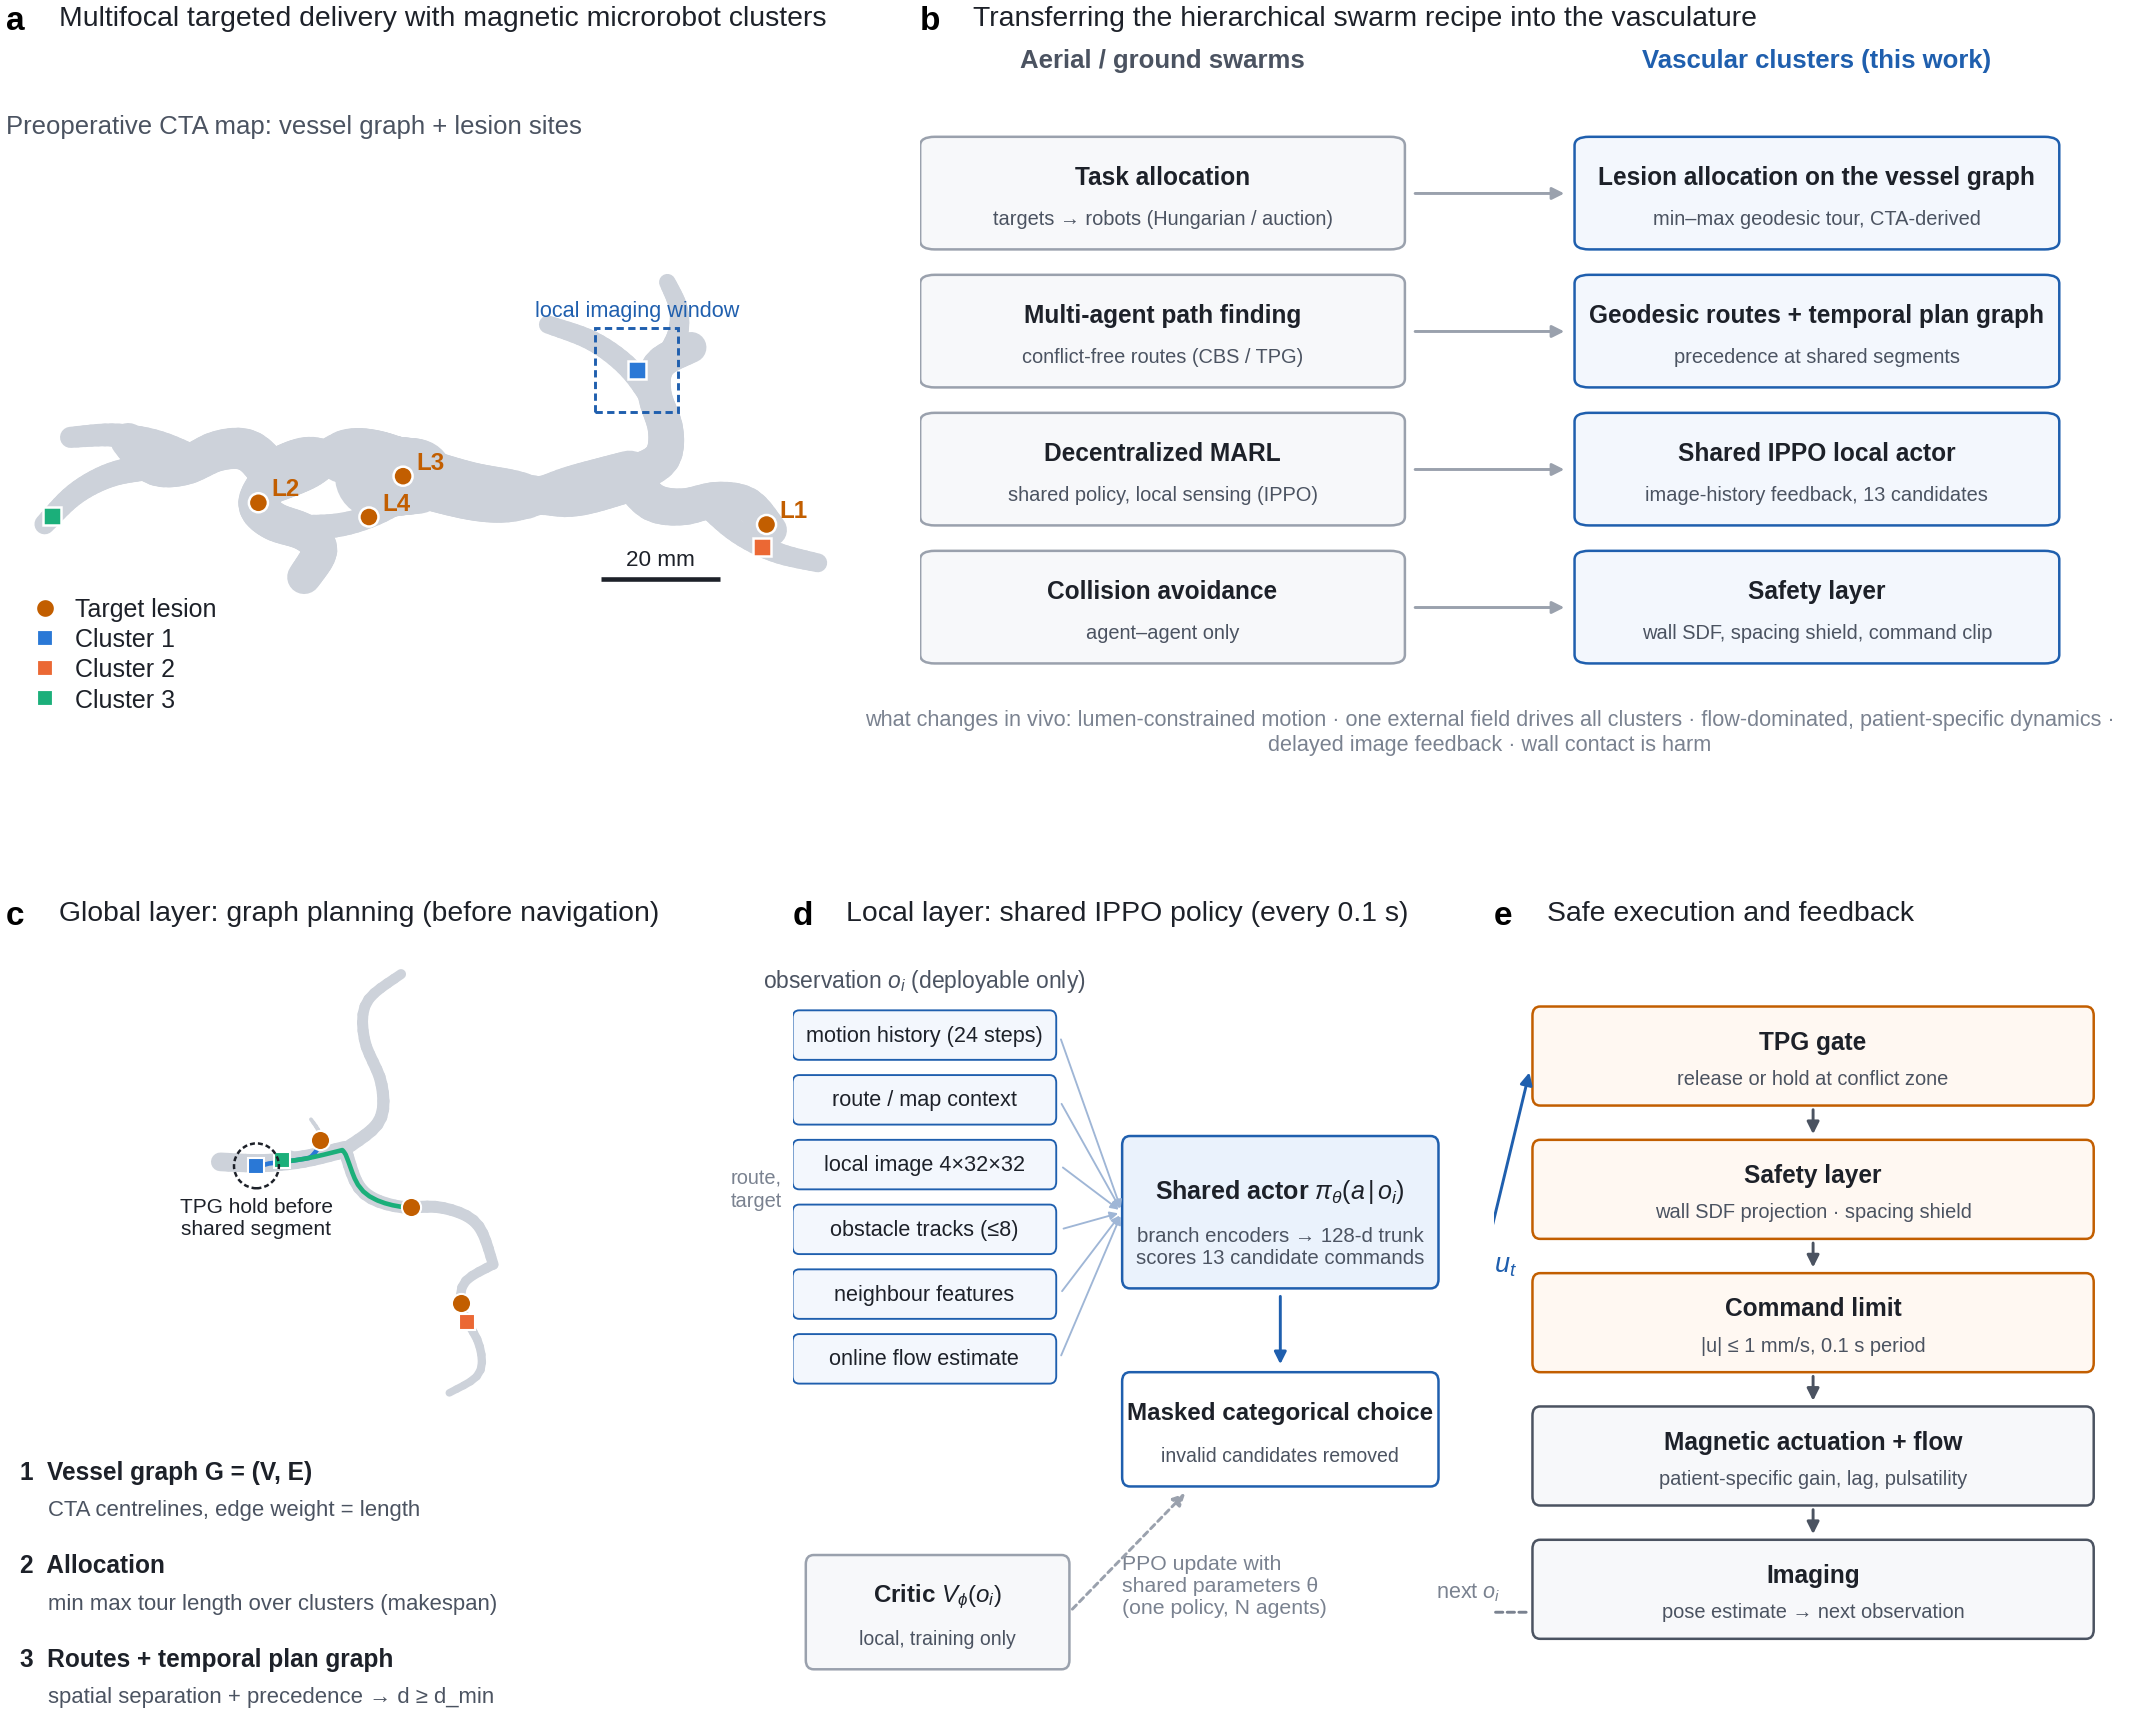 a Multifocal targeted delivery with magnetic microrobot clusters
Preoperative CTA map: vessel graph + lesion sites
local imaging window
L3
L2
L4
L1
20 mm
Target lesion
Cluster 1
Cluster 2
Cluster 3
b Transferring the hierarchical swarm recipe into the vasculature
Aerial / ground swarms
Vascular clusters (this work)
Task allocation
targets → robots (Hungarian / auction)
Lesion allocation on the vessel graph
min–max geodesic tour, CTA-derived
Multi-agent path finding
conflict-free routes (CBS / TPG)
Geodesic routes + temporal plan graph
precedence at shared segments
Decentralized MARL
shared policy, local sensing (IPPO)
Shared IPPO local actor
image-history feedback, 13 candidates
Collision avoidance
agent–agent only
Safety layer
wall SDF, spacing shield, command clip
what changes in vivo: lumen-constrained motion · one external field drives all clusters · flow-dominated, patient-specific dynamics ·
delayed image feedback · wall contact is harm
c Global layer: graph planning (before navigation)
TPG hold before
shared segment
1 Vessel graph G = (V, E)
CTA centrelines, edge weight = length
2 Allocation
min max tour length over clusters (makespan)
3 Routes + temporal plan graph
spatial separation + precedence → d ≥ d_min
d Local layer: shared IPPO policy (every 0.1 s)
observation oᵢ (deployable only)
motion history (24 steps)
route / map context
local image 4×32×32
obstacle tracks (≤8)
neighbour features
online flow estimate
route,
target
Shared actor π_θ(a|oᵢ)
branch encoders → 128-d trunk
scores 13 candidate commands
Masked categorical choice
invalid candidates removed
Critic V_ϕ(oᵢ)
local, training only
PPO update with
shared parameters θ
(one policy, N agents)
e Safe execution and feedback
uₜ
TPG gate
release or hold at conflict zone
Safety layer
wall SDF projection · spacing shield
Command limit
|u| ≤ 1 mm/s, 0.1 s period
Magnetic actuation + flow
patient-specific gain, lag, pulsatility
Imaging
pose estimate → next observation
next oᵢ